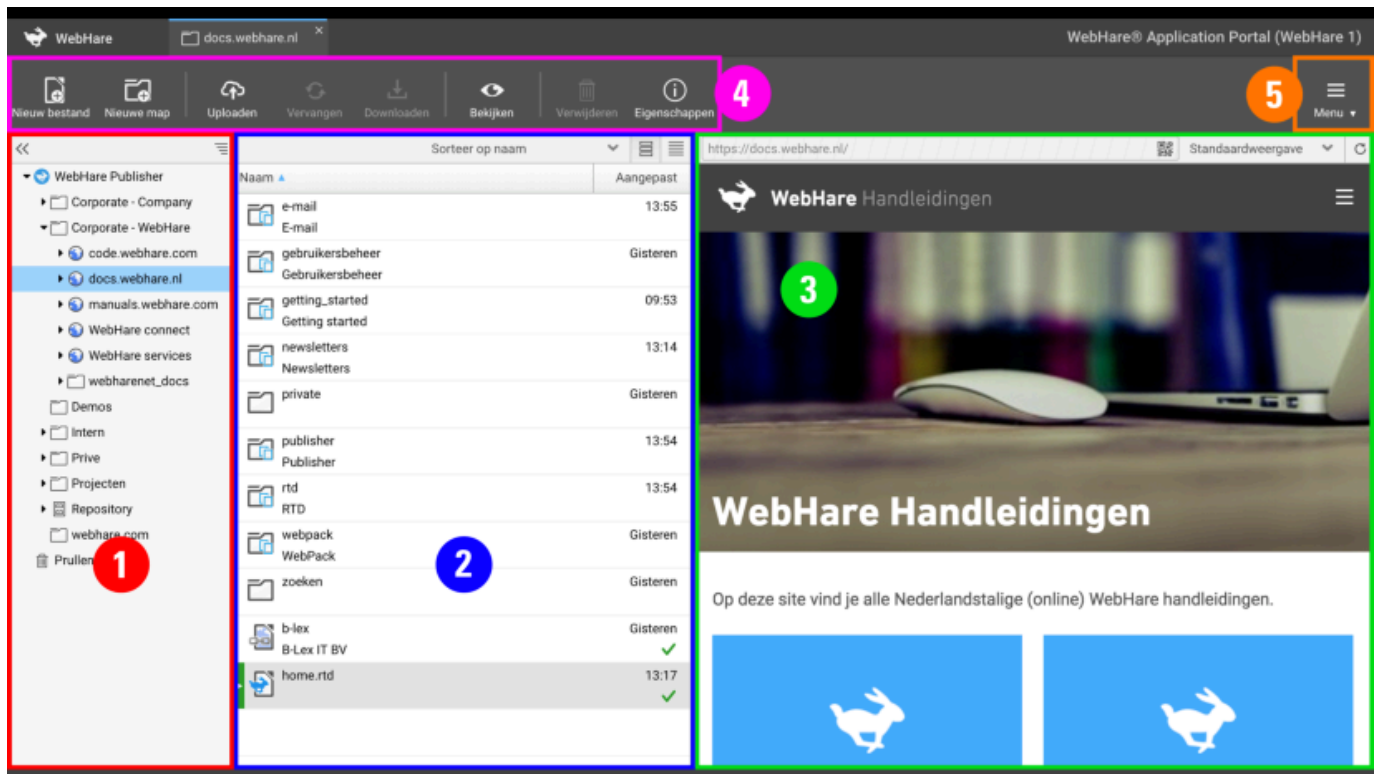 WebHare
docs.webhare.nl
WebHare® Application Portal (WebHare 1)
Nieuw bestand
Nieuwe map
Uploaden
Vervangen
Downloaden
Bekijken
Verwijderen
Eigenschappen
4
5
Menu
WebHare Publisher
Corporate - Company
Corporate - WebHare
code.webhare.com
docs.webhare.nl
manuals.webhare.com
WebHare connect
WebHare services
webharenet_docs
Demos
Intern
Prive
Projecten
Repository
webhare.com
Prullen
1
Sorteer op naam
Naam Aangepast
e-mail 13:55
E-mail
gebruikersbeheer Gisteren
Gebruikersbeheer
getting_started 09:53
Getting started
newsletters 13:14
Newsletters
private Gisteren
publisher 13:54
Publisher
rtd 13:54
RTD
webpack Gisteren
WebPack
zoeken Gisteren
b-lex Gisteren
B-Lex IT BV
home.rtd 13:17
2
https://docs.webhare.nl/
Standaardweergave
WebHare Handleidingen
3
WebHare Handleidingen
Op deze site vind je alle Nederlandstalige (online) WebHare handleidingen.